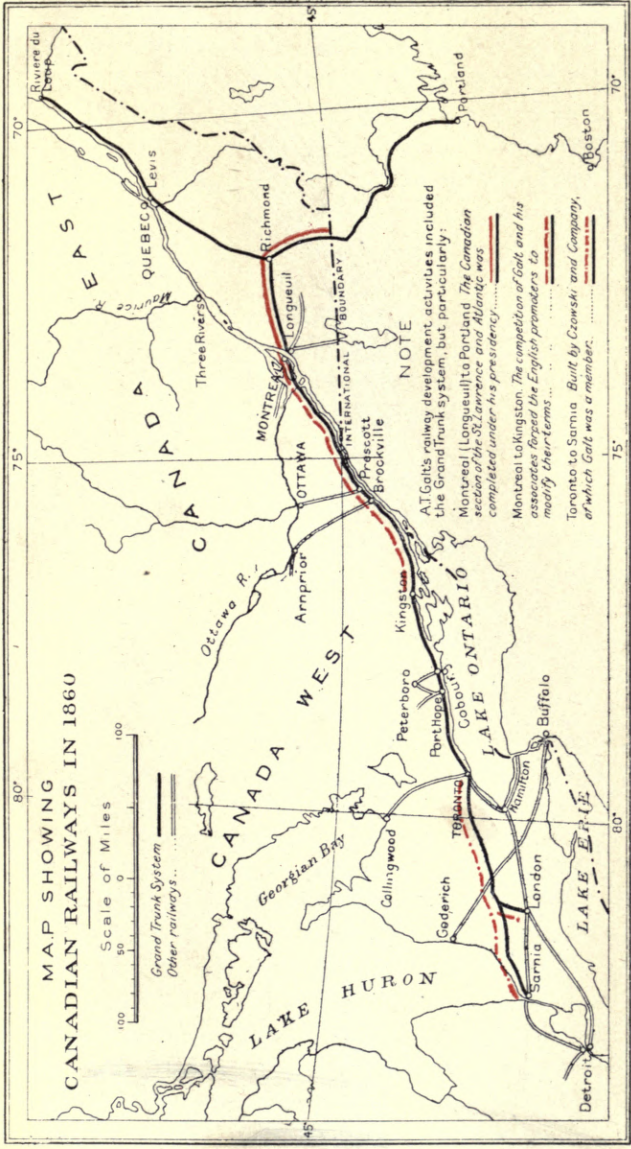 MAP SHOWING
CANADIAN RAILWAYS IN 1860
Scale of Miles
100 50 0 100
Grand Trunk System
Other railways
80°
75°
70°
45°
45°
80°
75°
70°
CANADA EAST
CANADA WEST
Riviere du
Loup
Levis
QUEBEC
Maurice R.
Three Rivers
Richmond
Longueuil
MONTREAL
INTERNATIONAL BOUNDARY
Portland
Boston
OTTAWA
Prescott
Brockville
Arnprior
Ottawa R.
Kingston
LAKE ONTARIO
Peterboro
Port Hope
Cobourg
TORONTO
Hamilton
Buffalo
Collingwood
Georgian Bay
Goderich
London
LAKE ERIE
LAKE HURON
Sarnia
Detroit
NOTE
A.T. Galt's railway development activities included
the Grand Trunk system, but particularly:
Montreal (Longueuil) to Portland The Canadian
section of the St. Lawrence and Atlantic was
completed under his presidency
Montreal to Kingston. The competition of Galt and his
associates forced the English promoters to
modify their terms
Toronto to Sarnia Built by Czowski and Company,
of which Galt was a member.